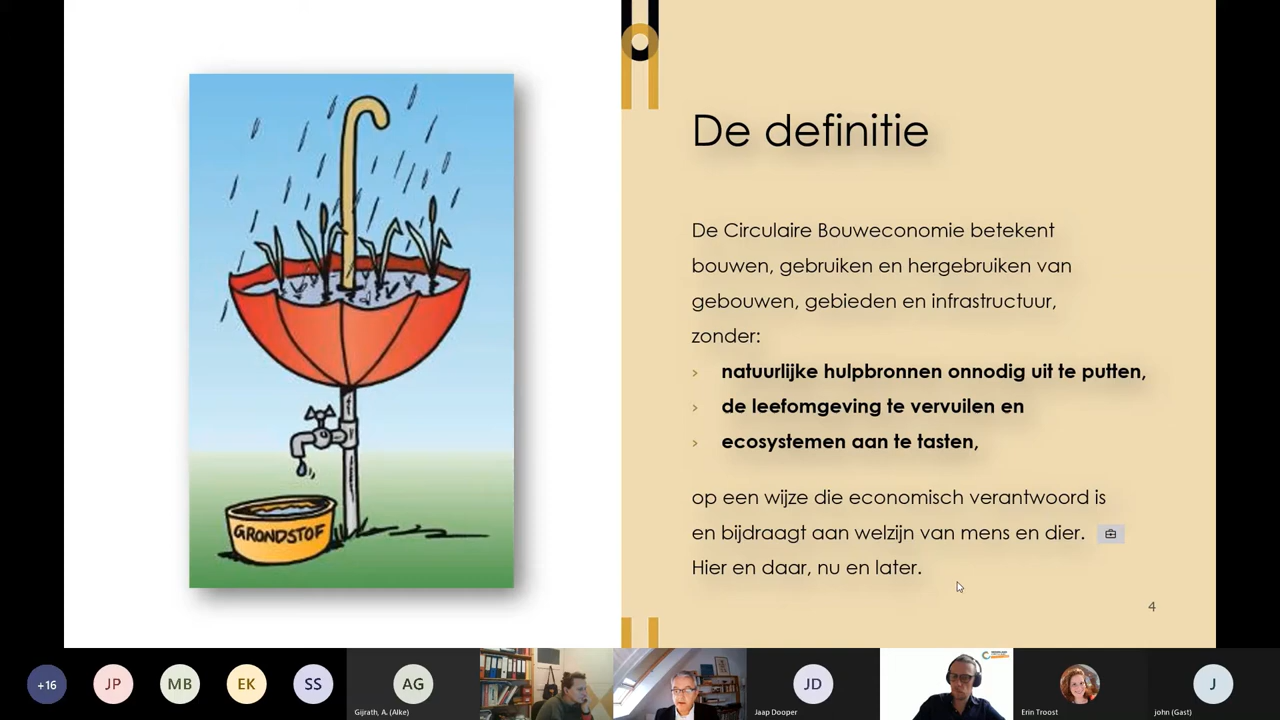 De definitie
De Circulaire Bouweconomie betekent
bouwen, gebruiken en hergebruiken van
gebouwen, gebieden en infrastructuur,
zonder:
› natuurlijke hulpbronnen onnodig uit te putten,
› de leefomgeving te vervuilen en
› ecosystemen aan te tasten,
op een wijze die economisch verantwoord is
en bijdraagt aan welzijn van mens en dier.
Hier en daar, nu en later.
4
GRONDSTOF
+16
JP
MB
EK
SS
AG
Gijrath, A. (Alke)
JD
Jaap Dooper
Erin Troost
J
john (Gast)